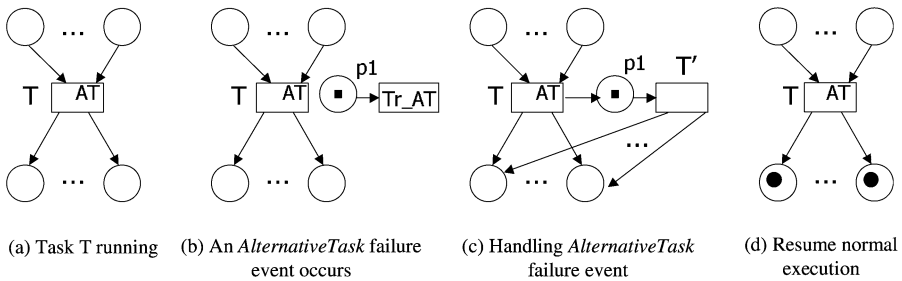 ... ... ... ...
p1 p1 T′
T AT T AT Tr_AT T AT T AT
...
... ... ... ...
(a) Task T running (b) An AlternativeTask failure (c) Handling AlternativeTask (d) Resume normal
event occurs failure event execution